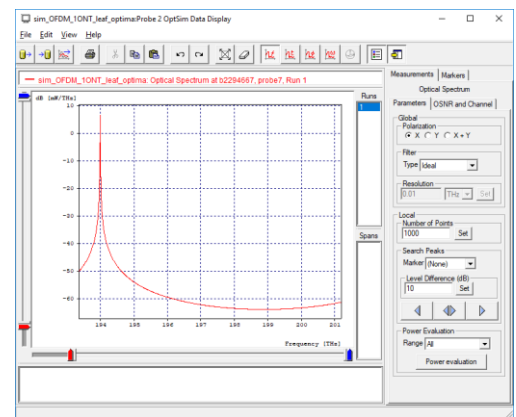 sim_OFDM_1ONT_leaf_optima:Probe 2 OptSim Data Display
File Edit View Help
sim_OFDM_1ONT_leaf_optima: Optical Spectrum at b2294667, probe7, Run 1
dB [mW/THz]
10
0
-10
-20
-30
-40
-50
-60
194 195 196 197 198 199 200 201
Frequency [THz]
Runs
1
Spans
Measurements Markers
Optical Spectrum
Parameters OSNR and Channel
Global
Polarization
X Y X + Y
Filter
Type Ideal
Resolution
0.01 THz Set
Local
Number of Points
1000 Set
Search Peaks
Marker (None)
Level Difference (dB)
10 Set
Power Evaluation
Range All
Power evaluation